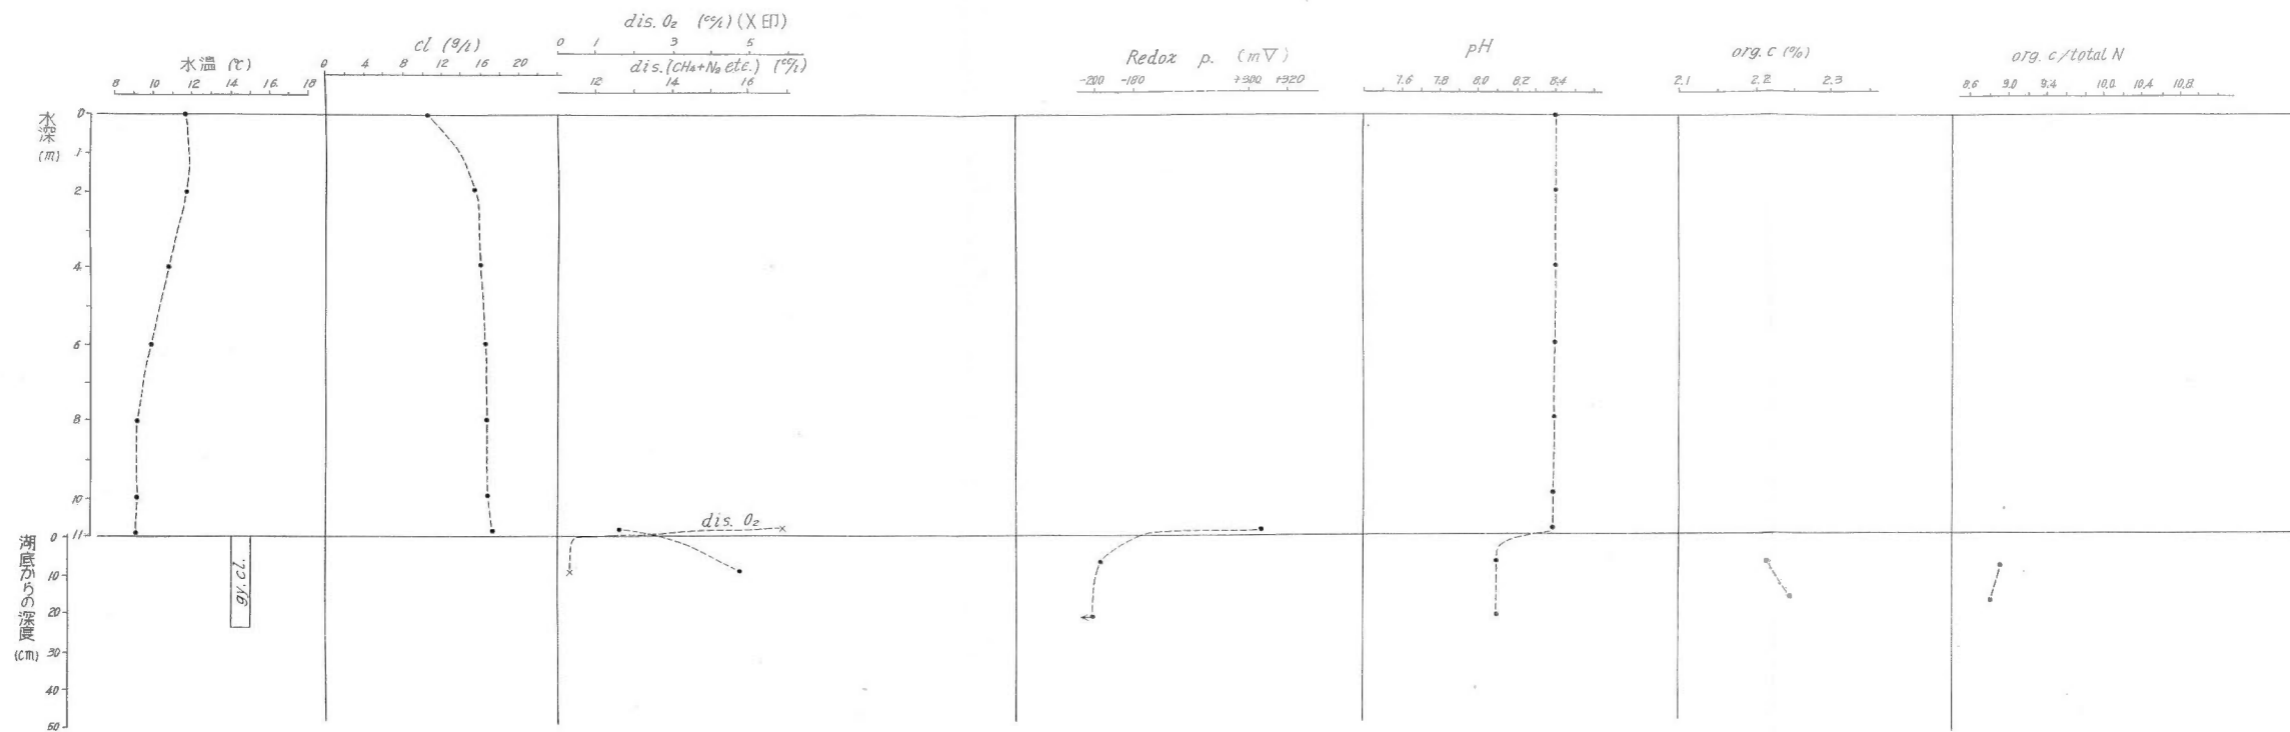 dis. O₂ (cc/l) (X印)
0 1 3 5
cl (g/l)
0 4 8 12 16 20
水温 (℃)
8 10 12 14 16 18
dis. (CH₄+N₂ etc.) (cc/l)
12 14 16
Redox p. (mV)
-200 -180 +300 +320
pH
7.6 7.8 8.0 8.2 8.4
org. c (%)
2.1 2.2 2.3
org. c/total N
8.6 9.0 9.4 10.0 10.4 10.8
水深
(m)
0
1
2
4
6
8
10
11
dis. O₂
湖底からの深度
(cm)
0
10
20
30
40
50
gy. cl.